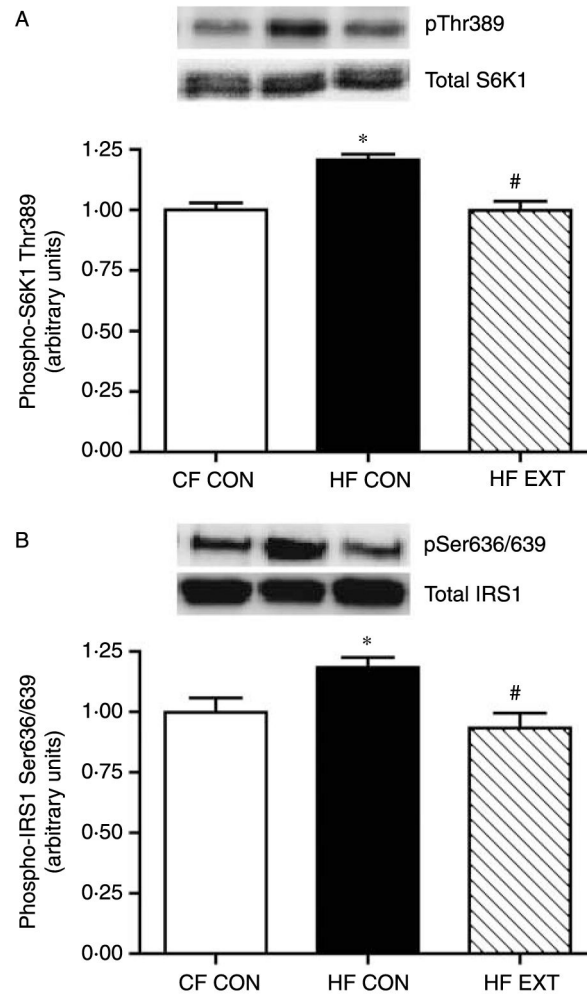 A
pThr389
Total S6K1
Phospho-S6K1 Thr389
(arbitrary units)
1·25
*
#
1·00
0·75
0·50
0·25
0·00
CF CON
HF CON
HF EXT
B
pSer636/639
Total IRS1
Phospho-IRS1 Ser636/639
(arbitrary units)
1·25
*
#
1·00
0·75
0·50
0·25
0·00
CF CON
HF CON
HF EXT